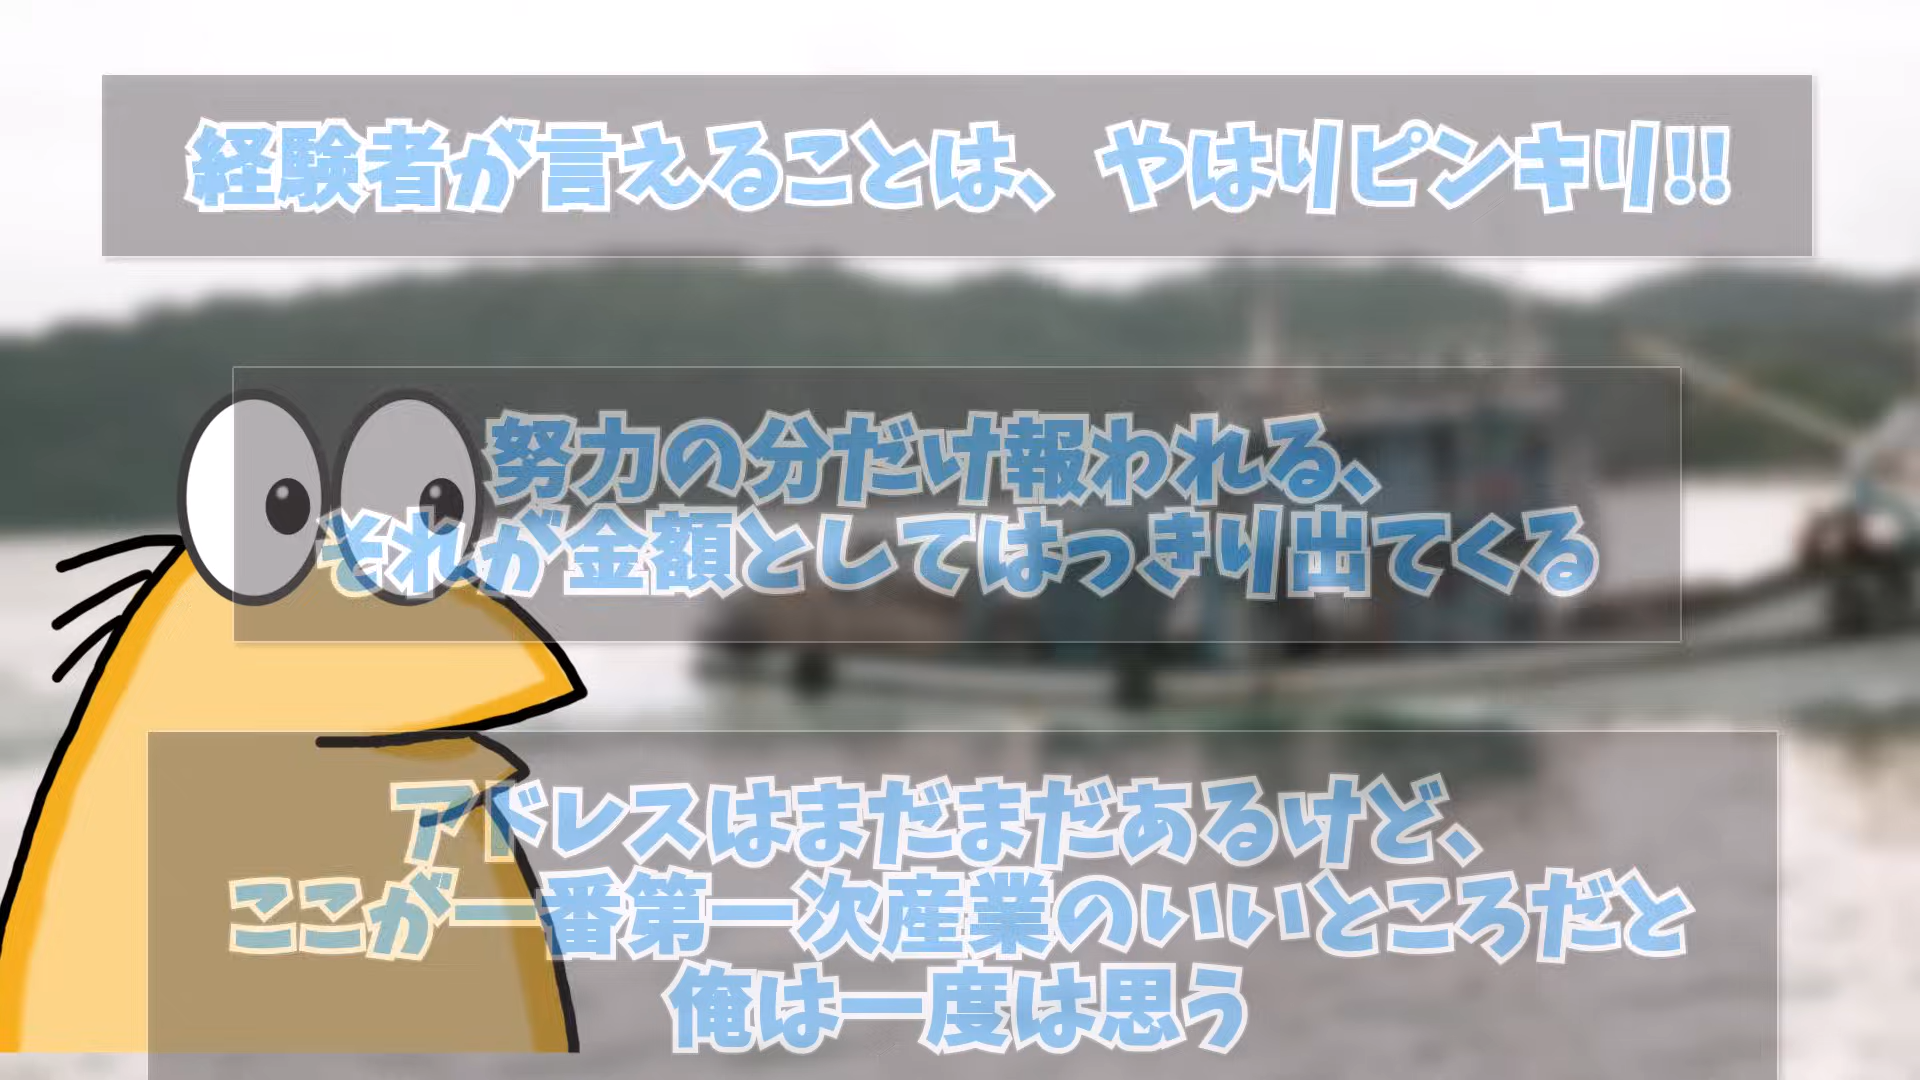 経験者が言えることは、やはりピンキリ!!
努力の分だけ報われる、
それが金額としてはっきり出てくる
アドレスはまだまだあるけど、
ここが一番第一次産業のいいところだと
俺は一度は思う